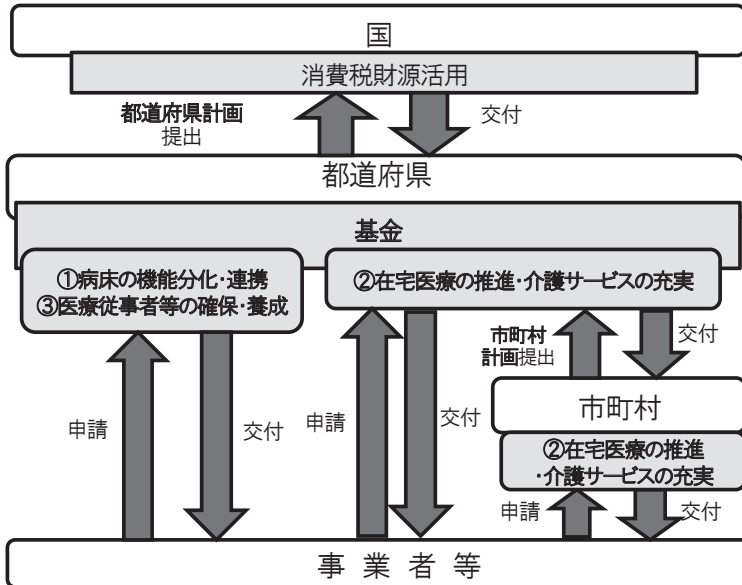 国
消費税財源活用
都道府県計画
提出
交付
都道府県
基金
①病床の機能分化・連携
③医療従事者等の確保・養成
②在宅医療の推進・介護サービスの充実
市町村
計画提出
交付
市町村
申請
交付
申請
交付
②在宅医療の推進
・介護サービスの充実
申請
交付
事業者等